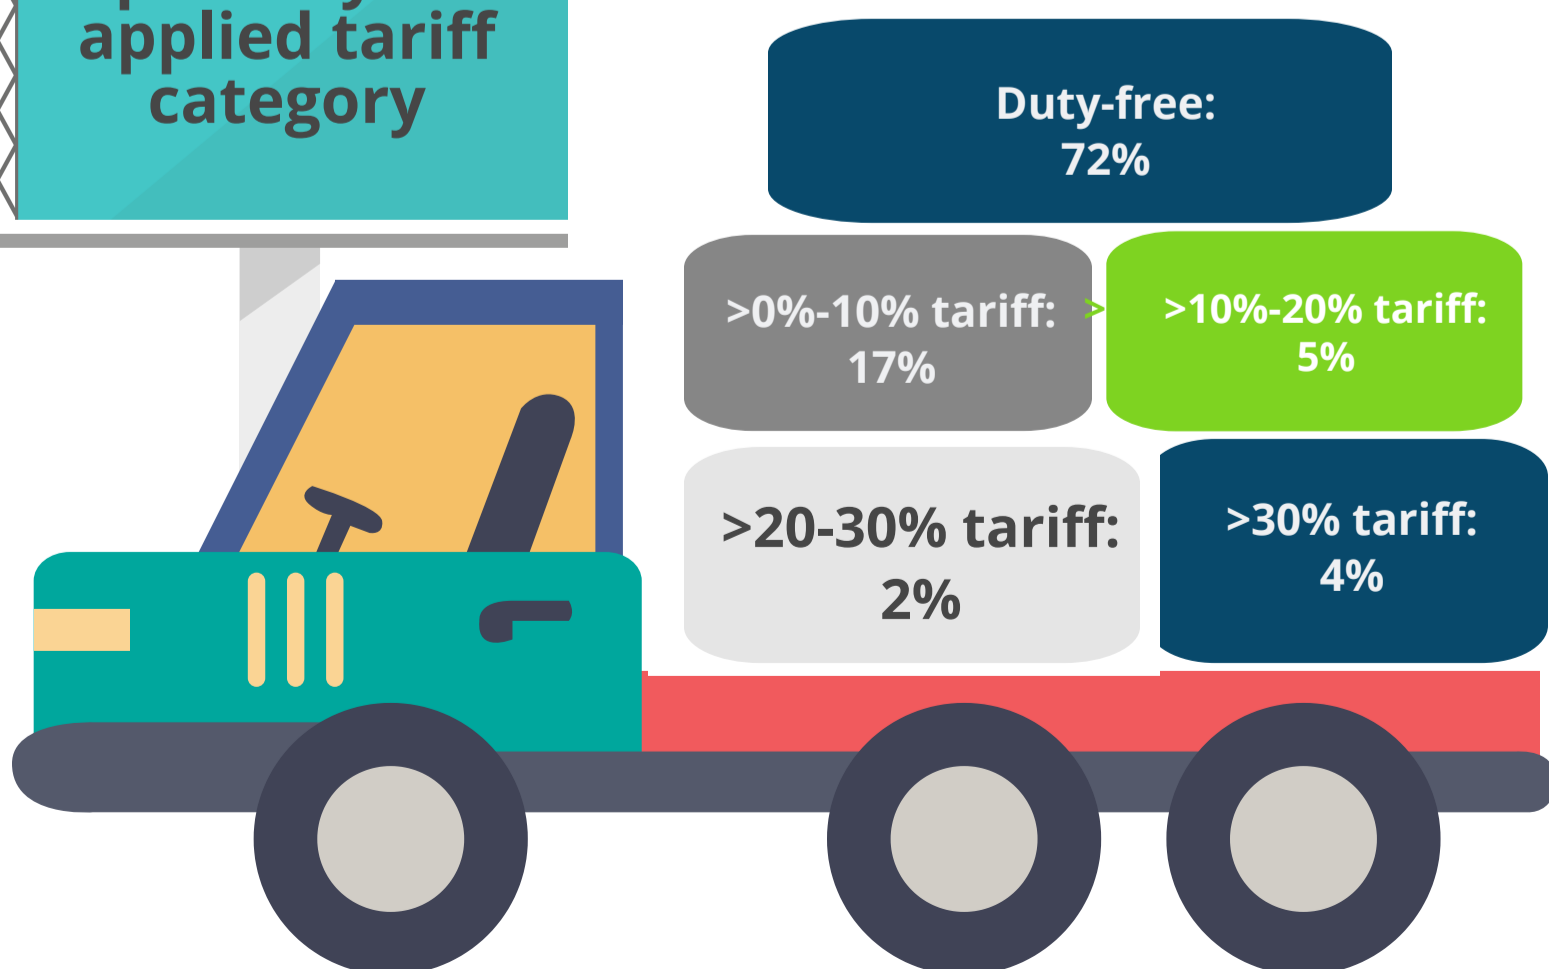 applied tariff
category
Duty-free:
72%
>0%-10% tariff:
17%
>
>10%-20% tariff:
5%
>20-30% tariff:
2%
>30% tariff:
4%